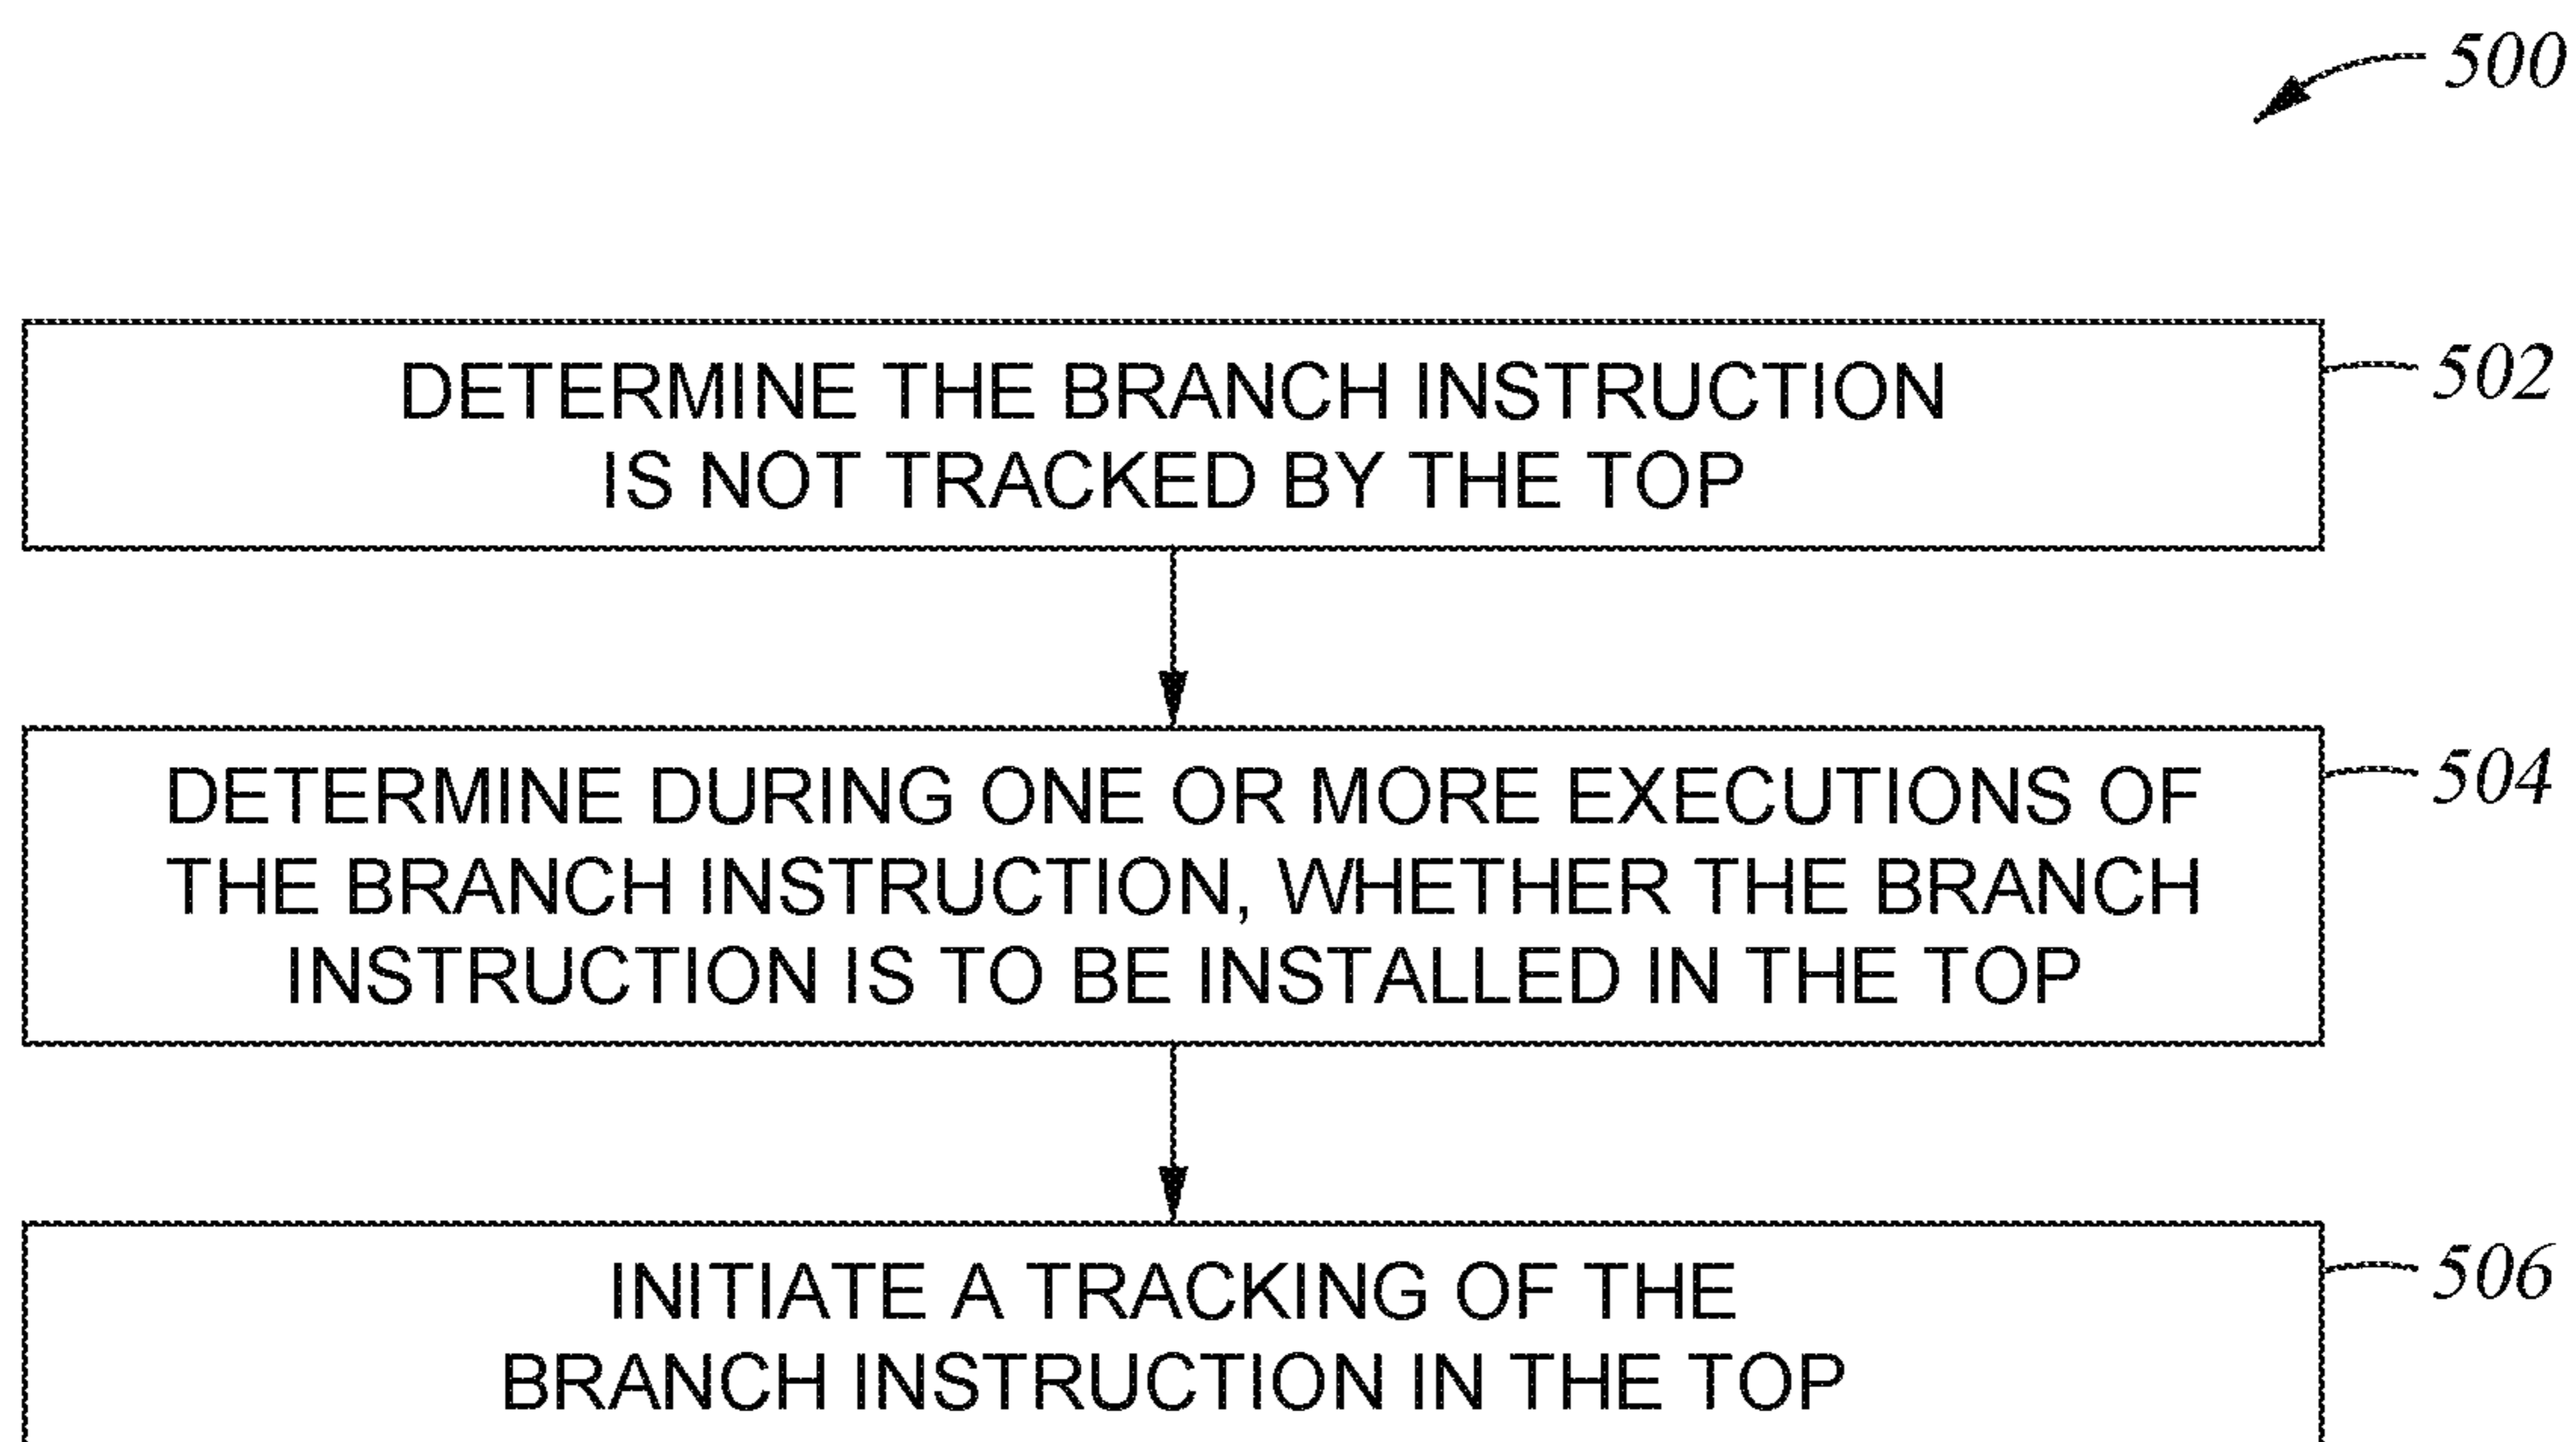 500
DETERMINE THE BRANCH INSTRUCTION
IS NOT TRACKED BY THE TOP
502
DETERMINE DURING ONE OR MORE EXECUTIONS OF
THE BRANCH INSTRUCTION, WHETHER THE BRANCH
INSTRUCTION IS TO BE INSTALLED IN THE TOP
504
INITIATE A TRACKING OF THE
BRANCH INSTRUCTION IN THE TOP
506